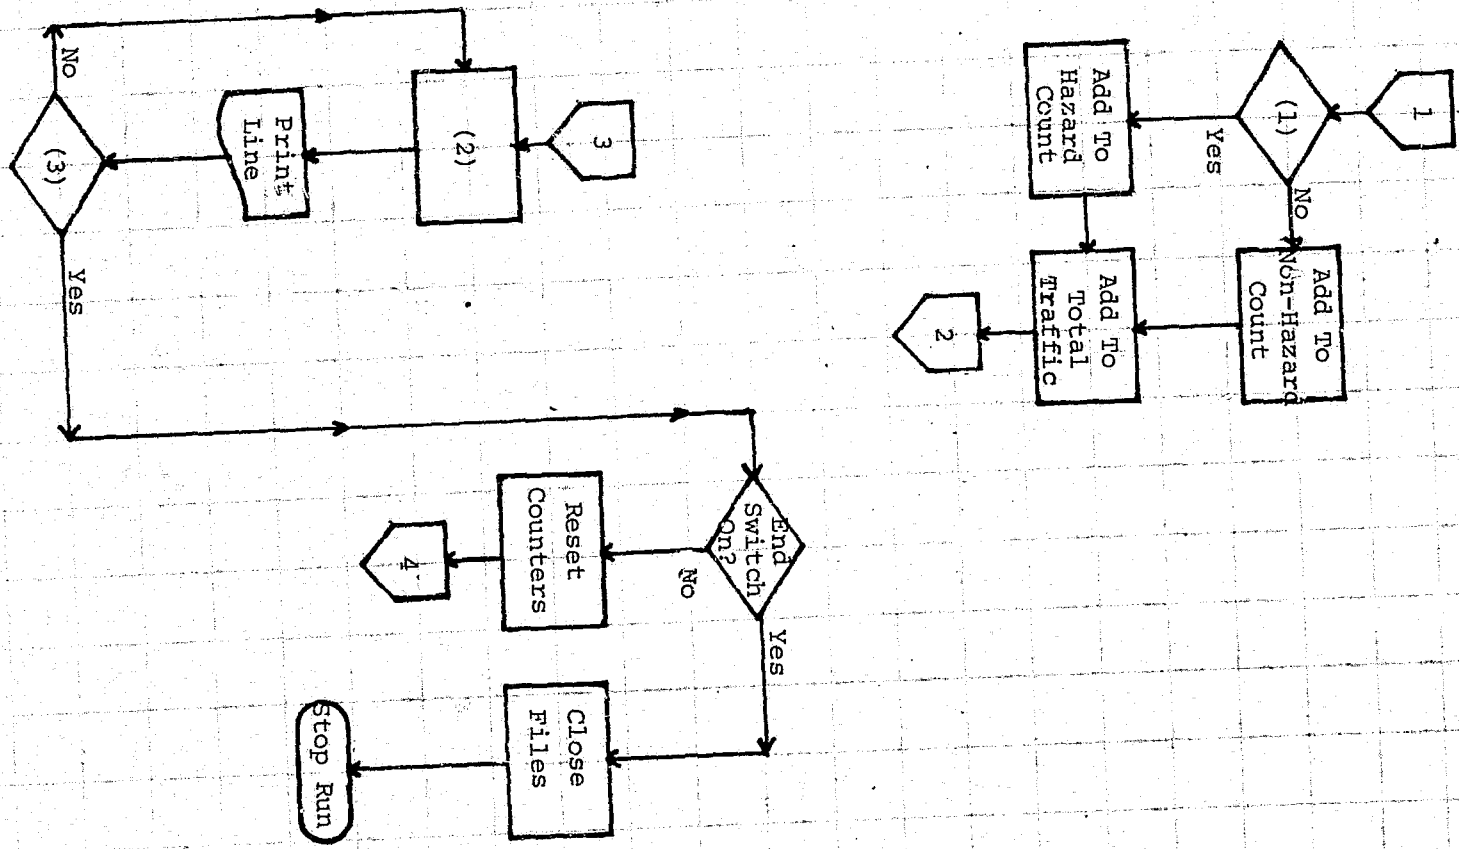 1
(1)
No
Yes
Add To
Hazard
Count
Add To
Non-Hazard
Count
Add To
Total
Traffic
2
3
(2)
Print
Line
(3)
No
Yes
End
Switch
On?
No
Yes
Reset
Counters
4
Close
Files
Stop Run